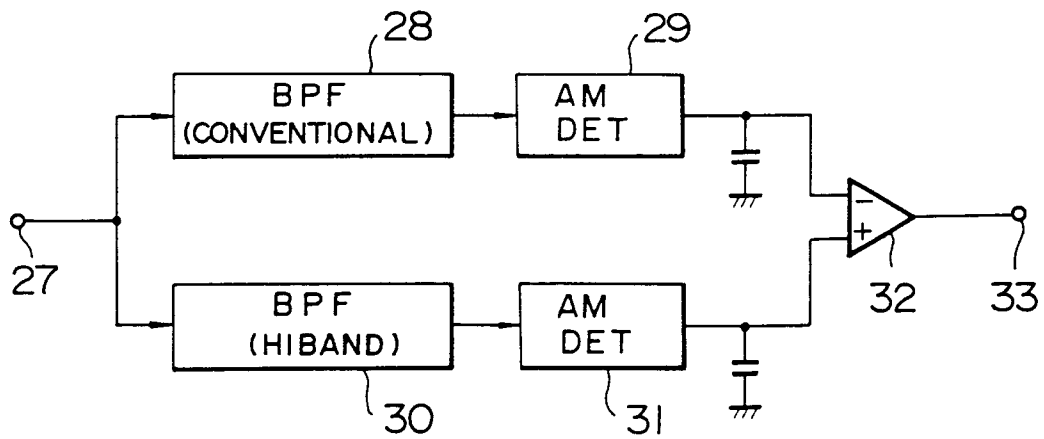 28
29
BPF
(CONVENTIONAL)
AM
DET
−
+
27
32
33
BPF
(HIBAND)
AM
DET
30
31